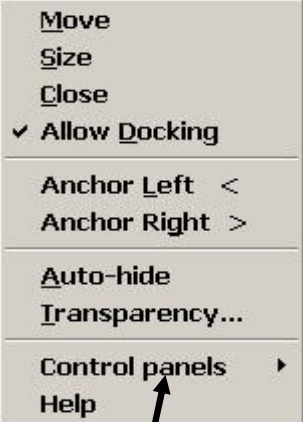 Move
Size
Close
Allow Docking
Anchor Left <
Anchor Right >
Auto-hide
Transparency...
Control panels
Help